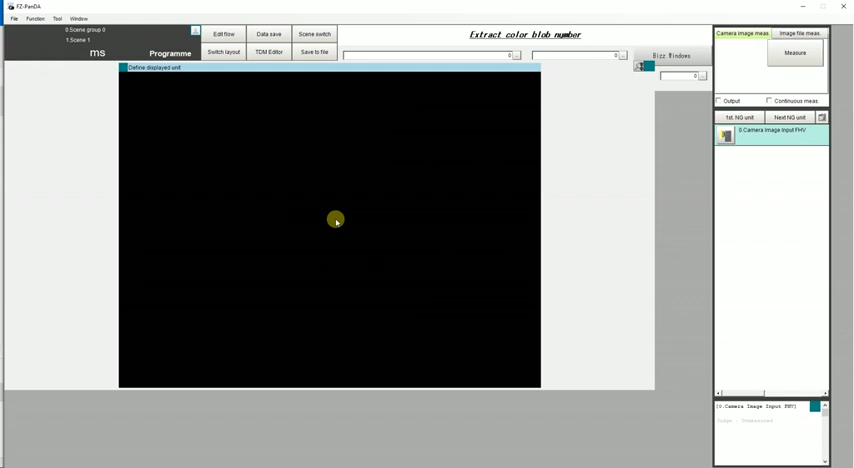 FZ-PanDA
File Function Tool Window
0.Scene group 0
1.Scene 1
ms Programme
Edit flow Data save Scene switch
Switch layout TDM Editor Save to file
Extract color blob number
0 ... 0 ...
Bizz Windows
0 ...
Define displayed unit
Camera image meas. Image file meas.
Measure
Output Continuous meas.
1st. NG unit Next NG unit
0.Camera Image Input FHV
[0.Camera Image Input FHV]
Judge : Unmeasured